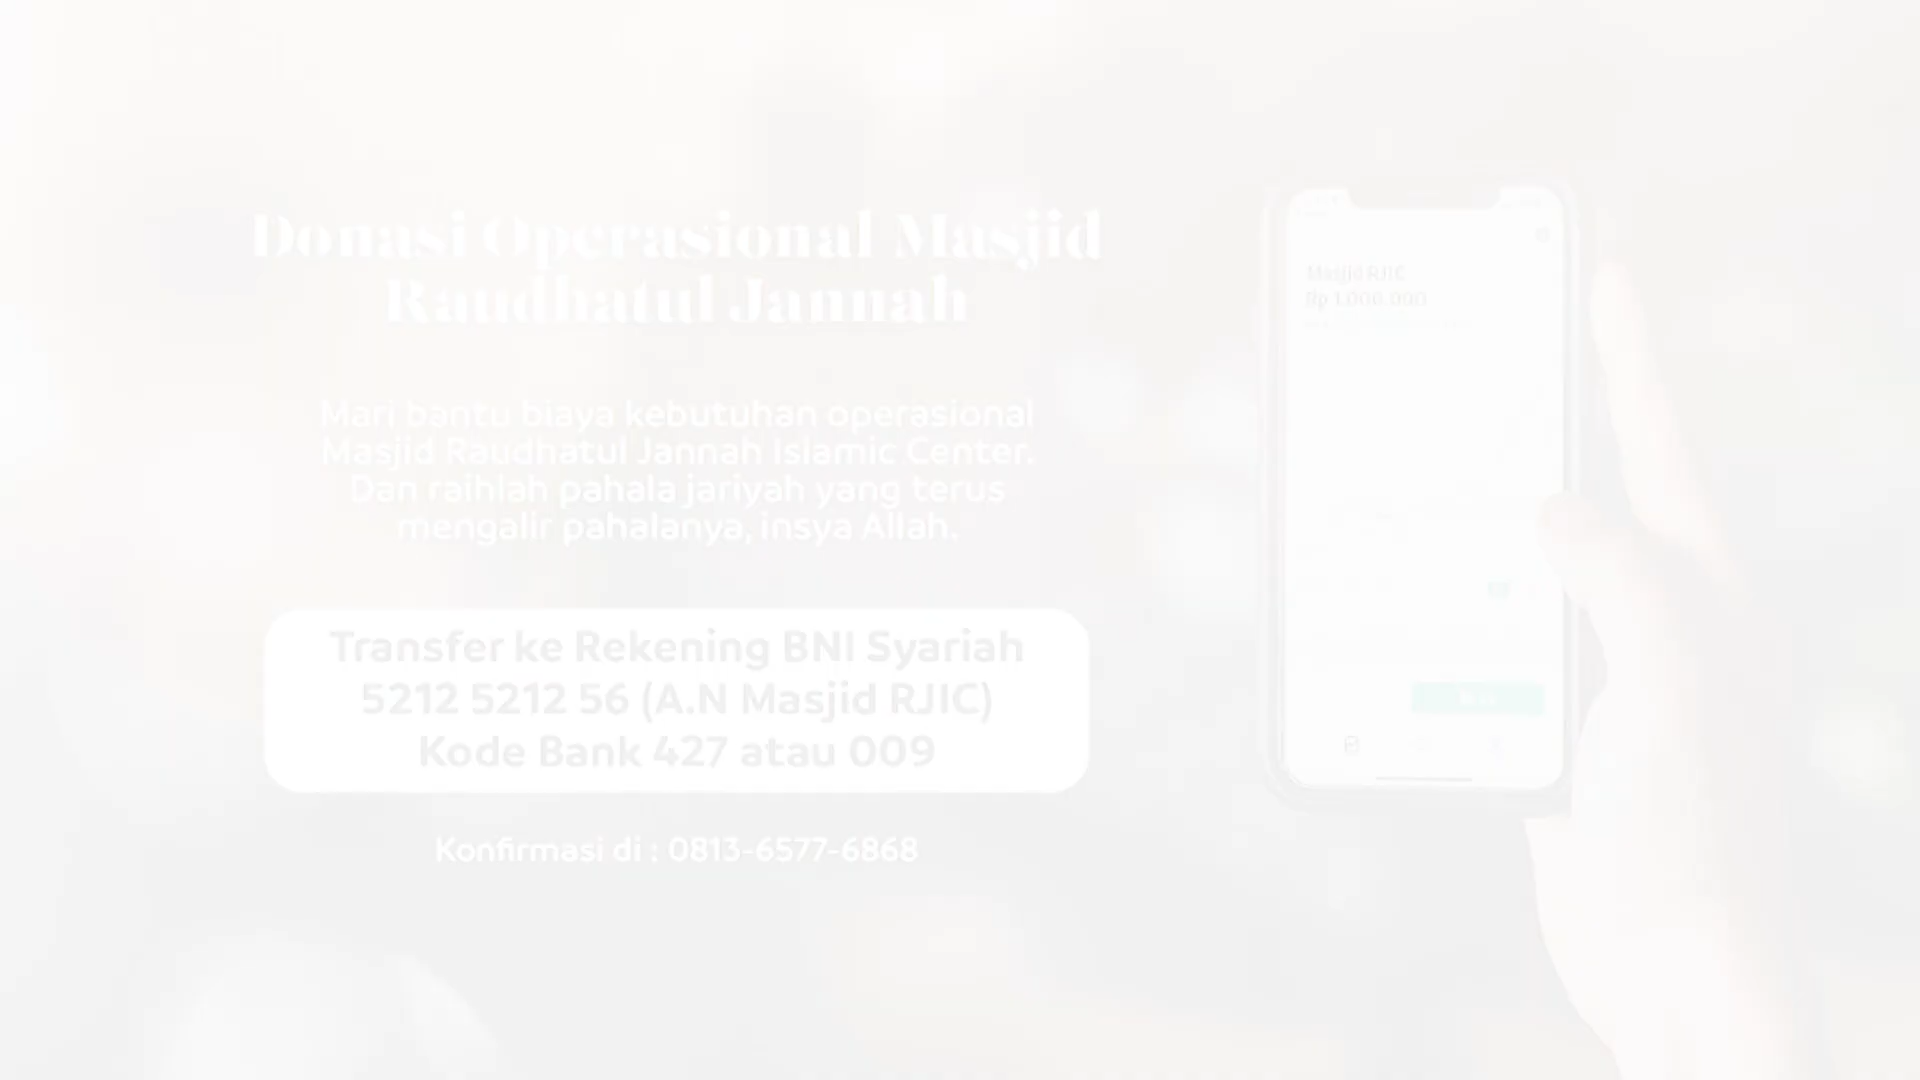 Donasi Operasional Masjid
Raudhatul Jannah
Mari bantu biaya kebutuhan operasional
Masjid Raudhatul Jannah Islamic Center.
Dan raihlah pahala jariyah yang terus
mengalir pahalanya, insya Allah.
Transfer ke Rekening BNI Syariah
5212 5212 56 (A.N Masjid RJIC)
Kode Bank 427 atau 009
Konfirmasi di : 0813-6577-6868
Masjid RJIC
Rp 1.000.000